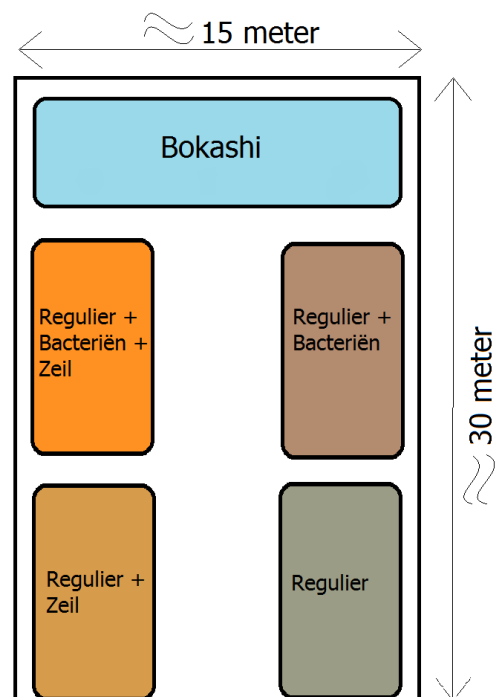 ≈ 15 meter
Bokashi
Regulier +
Bacteriën +
Zeil
Regulier +
Bacteriën
≈ 30 meter
Regulier +
Zeil
Regulier